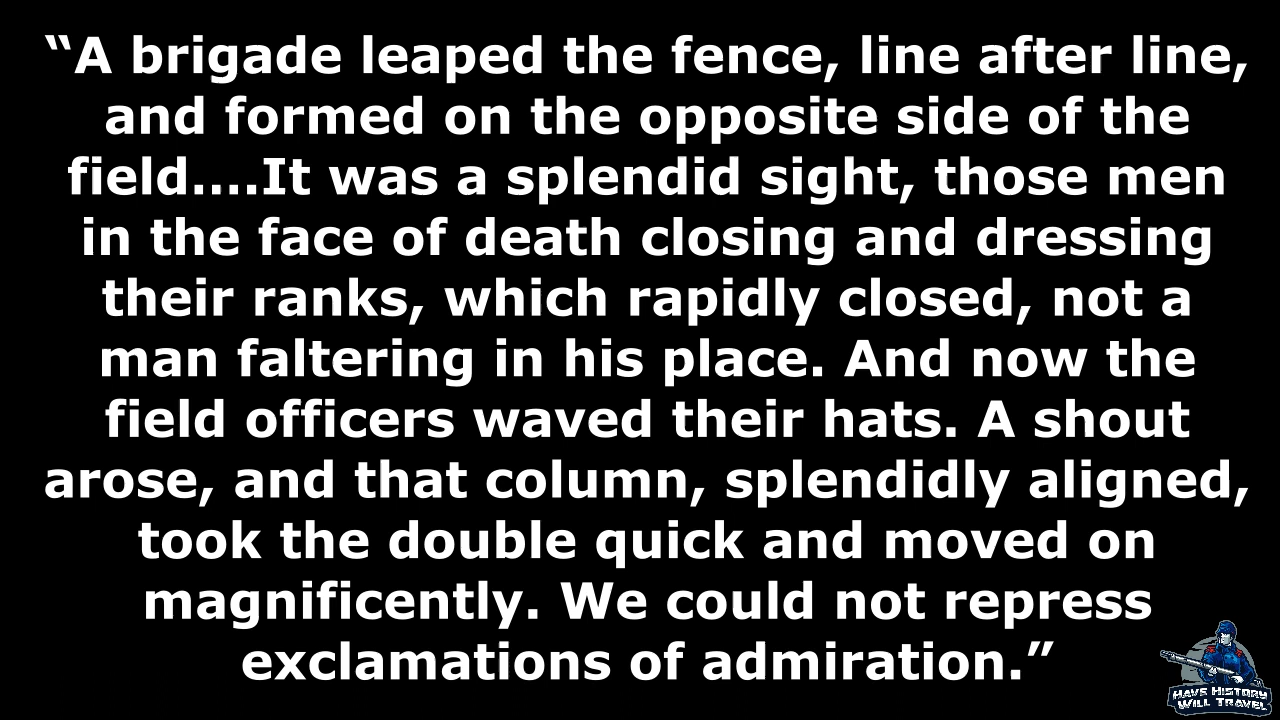 “A brigade leaped the fence, line after line,
and formed on the opposite side of the
field....It was a splendid sight, those men
in the face of death closing and dressing
their ranks, which rapidly closed, not a
man faltering in his place. And now the
field officers waved their hats. A shout
arose, and that column, splendidly aligned,
took the double quick and moved on
magnificently. We could not repress
exclamations of admiration.”
HAVE HISTORY
WILL TRAVEL